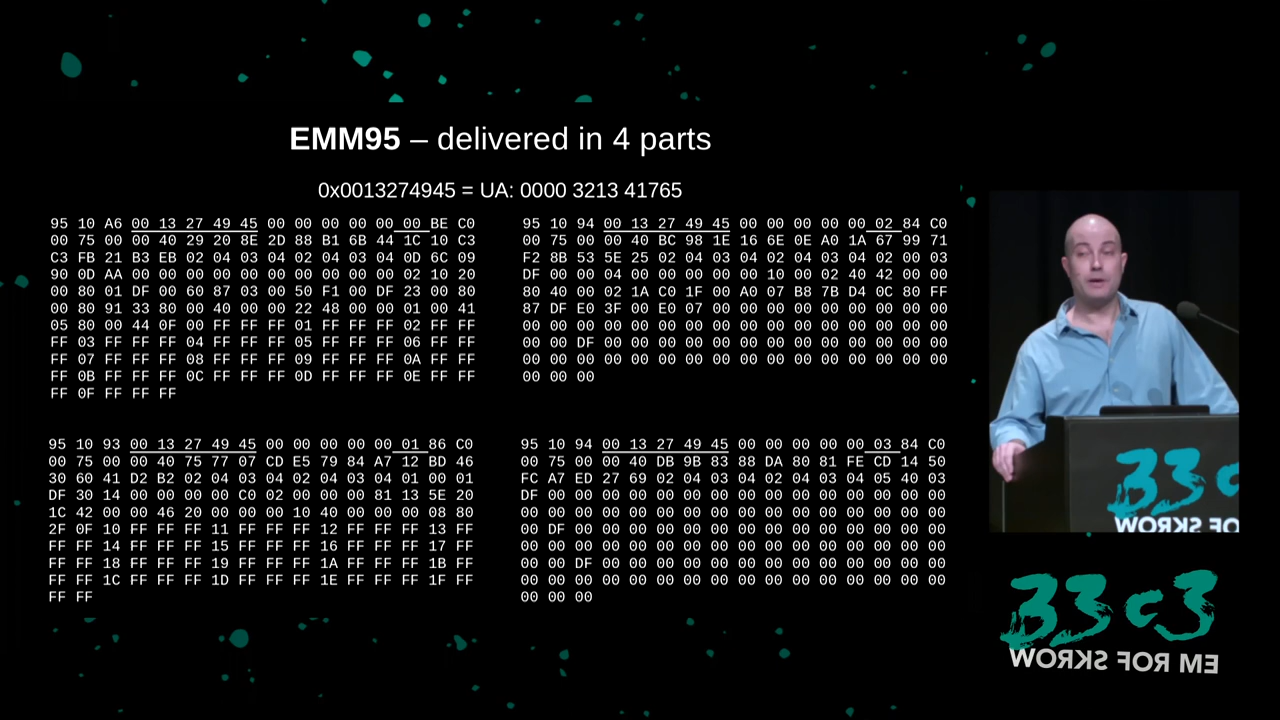 EMM95 – delivered in 4 parts
0x0013274945 = UA: 0000 3213 41765
95 10 A6 00 13 27 49 45 00 00 00 00 00 00 BE C0
00 75 00 00 40 29 20 8E 2D 88 B1 6B 44 1C 10 C3
C3 FB 21 B3 EB 02 04 03 04 02 04 03 04 0D 6C 09
90 0D AA 00 00 00 00 00 00 00 00 00 00 02 10 20
00 80 01 DF 00 60 87 03 00 50 F1 00 DF 23 00 80
00 80 91 33 80 00 40 00 00 22 48 00 00 01 00 41
05 80 00 44 0F 00 FF FF FF 01 FF FF FF 02 FF FF
FF 03 FF FF FF 04 FF FF FF 05 FF FF FF 06 FF FF
FF 07 FF FF FF 08 FF FF FF 09 FF FF FF 0A FF FF
FF 0B FF FF FF 0C FF FF FF 0D FF FF FF 0E FF FF
FF 0F FF FF FF
95 10 94 00 13 27 49 45 00 00 00 00 00 02 84 C0
00 75 00 00 40 BC 98 1E 16 6E 0E A0 1A 67 99 71
F2 8B 53 5E 25 02 04 03 04 02 04 03 04 02 00 03
DF 00 00 04 00 00 00 00 00 10 00 02 40 42 00 00
80 40 00 02 1A C0 1F 00 A0 07 B8 7B D4 0C 80 FF
87 DF E0 3F 00 E0 07 00 00 00 00 00 00 00 00 00
00 00 00 00 00 00 00 00 00 00 00 00 00 00 00 00
00 00 DF 00 00 00 00 00 00 00 00 00 00 00 00 00
00 00 00 00 00 00 00 00 00 00 00 00 00 00 00 00
00 00 00
95 10 93 00 13 27 49 45 00 00 00 00 00 01 86 C0
00 75 00 00 40 75 77 07 CD E5 79 84 A7 12 BD 46
30 60 41 D2 B2 02 04 03 04 02 04 03 04 01 00 01
DF 30 14 00 00 00 00 C0 02 00 00 00 81 13 5E 20
1C 42 00 00 46 20 00 00 00 10 40 00 00 00 08 80
2F 0F 10 FF FF FF 11 FF FF FF 12 FF FF FF 13 FF
FF FF 14 FF FF FF 15 FF FF FF 16 FF FF FF 17 FF
FF FF 18 FF FF FF 19 FF FF FF 1A FF FF FF 1B FF
FF FF 1C FF FF FF 1D FF FF FF 1E FF FF FF 1F FF
FF FF
95 10 94 00 13 27 49 45 00 00 00 00 00 03 84 C0
00 75 00 00 40 DB 9B 83 88 DA 80 81 FE CD 14 50
FC A7 ED 27 69 02 04 03 04 02 04 03 04 05 40 03
DF 00 00 00 00 00 00 00 00 00 00 00 00 00 00 00
00 00 00 00 00 00 00 00 00 00 00 00 00 00 00 00
00 DF 00 00 00 00 00 00 00 00 00 00 00 00 00 00
00 00 00 00 00 00 00 00 00 00 00 00 00 00 00 00
00 00 DF 00 00 00 00 00 00 00 00 00 00 00 00 00
00 00 00 00 00 00 00 00 00 00 00 00 00 00 00 00
00 00 00
33c3
WORKS FOR ME
33c3
WORKS FOR ME